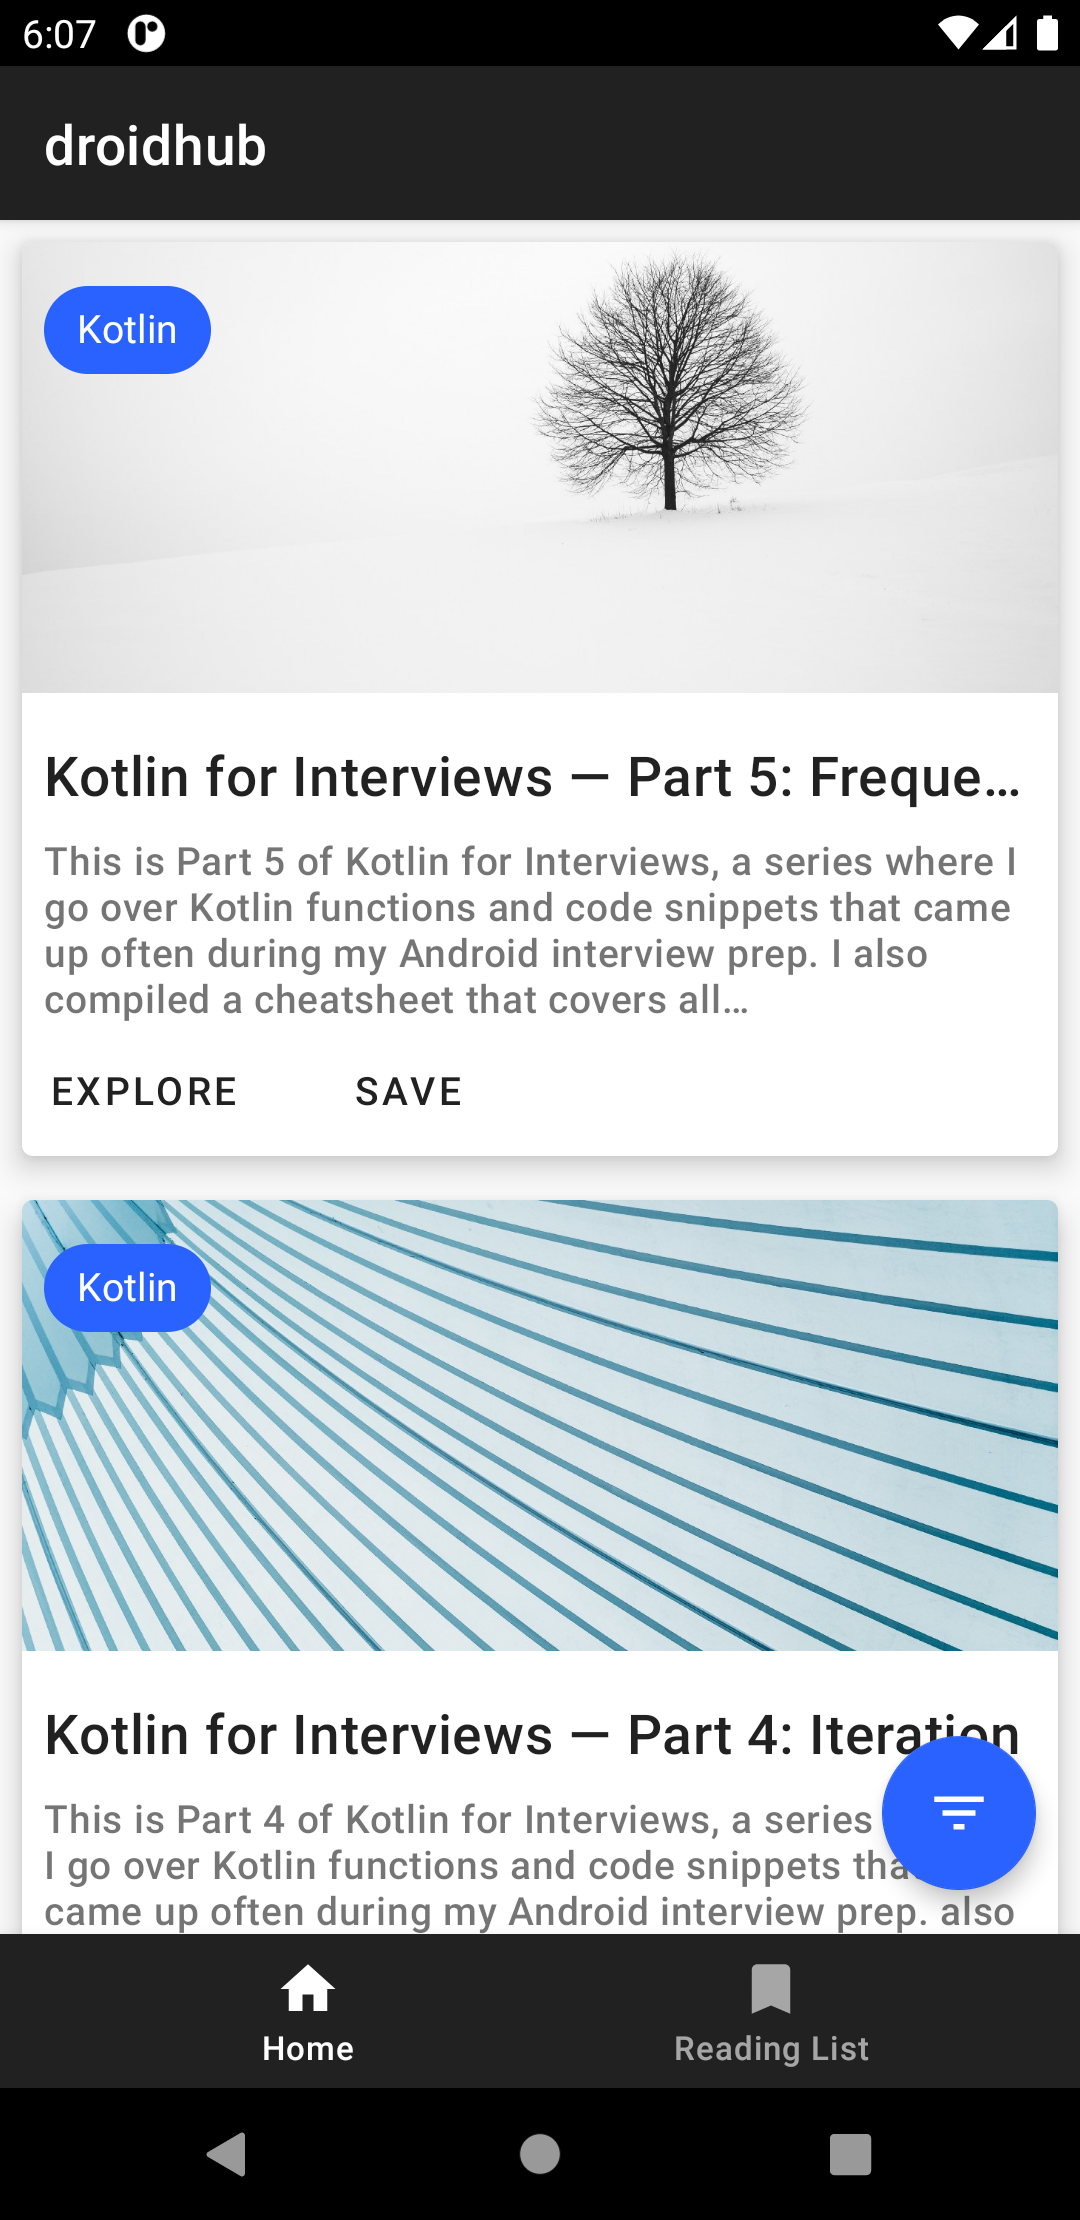 6:07
droidhub
Kotlin
Kotlin for Interviews — Part 5: Freque…
This is Part 5 of Kotlin for Interviews, a series where I
go over Kotlin functions and code snippets that came
up often during my Android interview prep. I also
compiled a cheatsheet that covers all…
EXPLORE SAVE
Kotlin
Kotlin for Interviews — Part 4: Iteration
This is Part 4 of Kotlin for Interviews, a series
I go over Kotlin functions and code snippets
came up often during my Android interview prep. also
Home Reading List